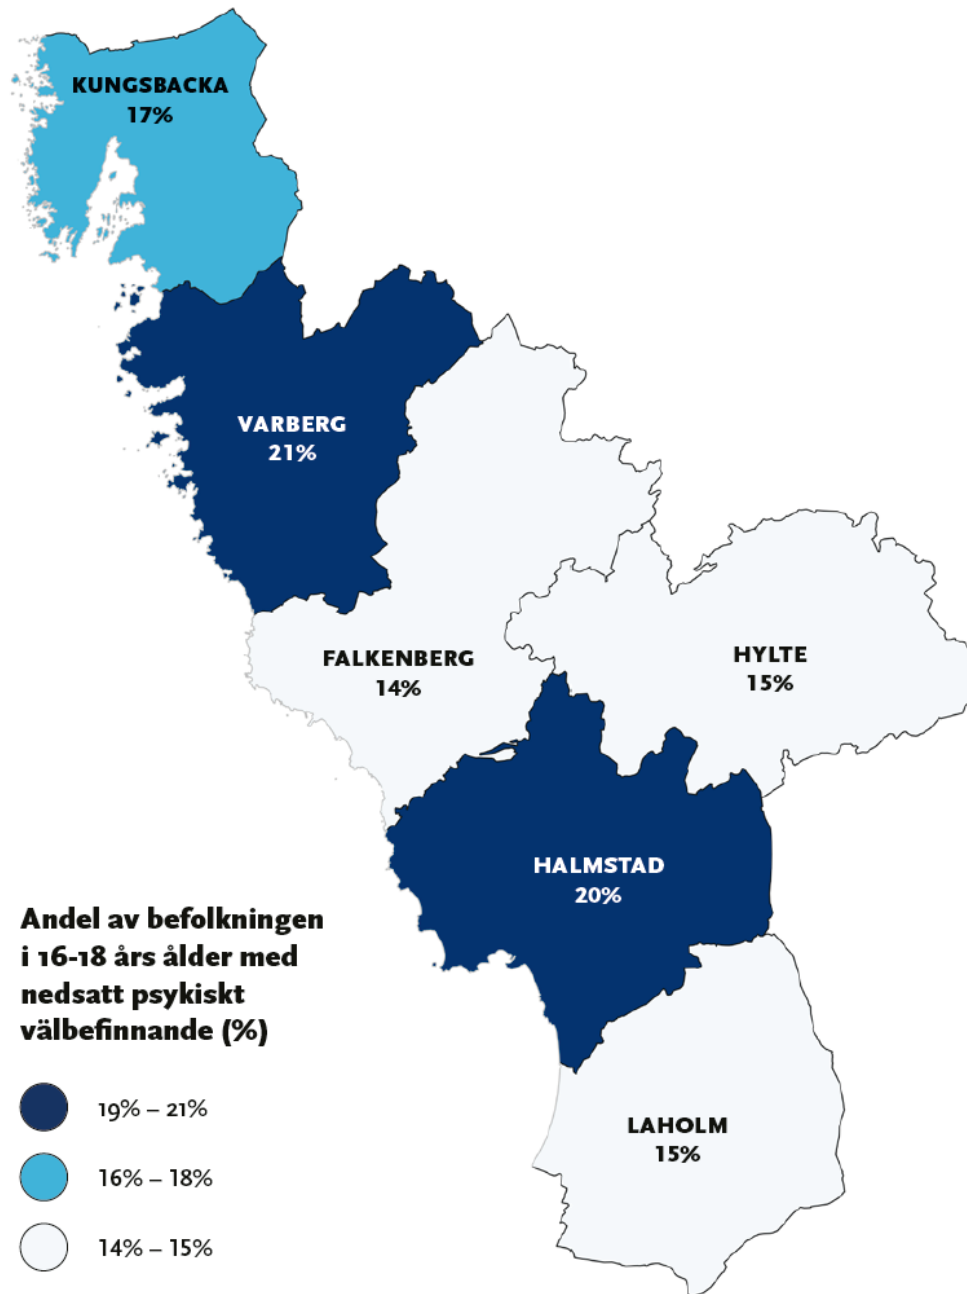 KUNGSBACKA
17%
VARBERG
21%
FALKENBERG
14%
HYLTE
15%
HALMSTAD
20%
LAHOLM
15%
Andel av befolkningen
i 16-18 års ålder med
nedsatt psykiskt
välbefinnande (%)
19% – 21%
16% – 18%
14% – 15%